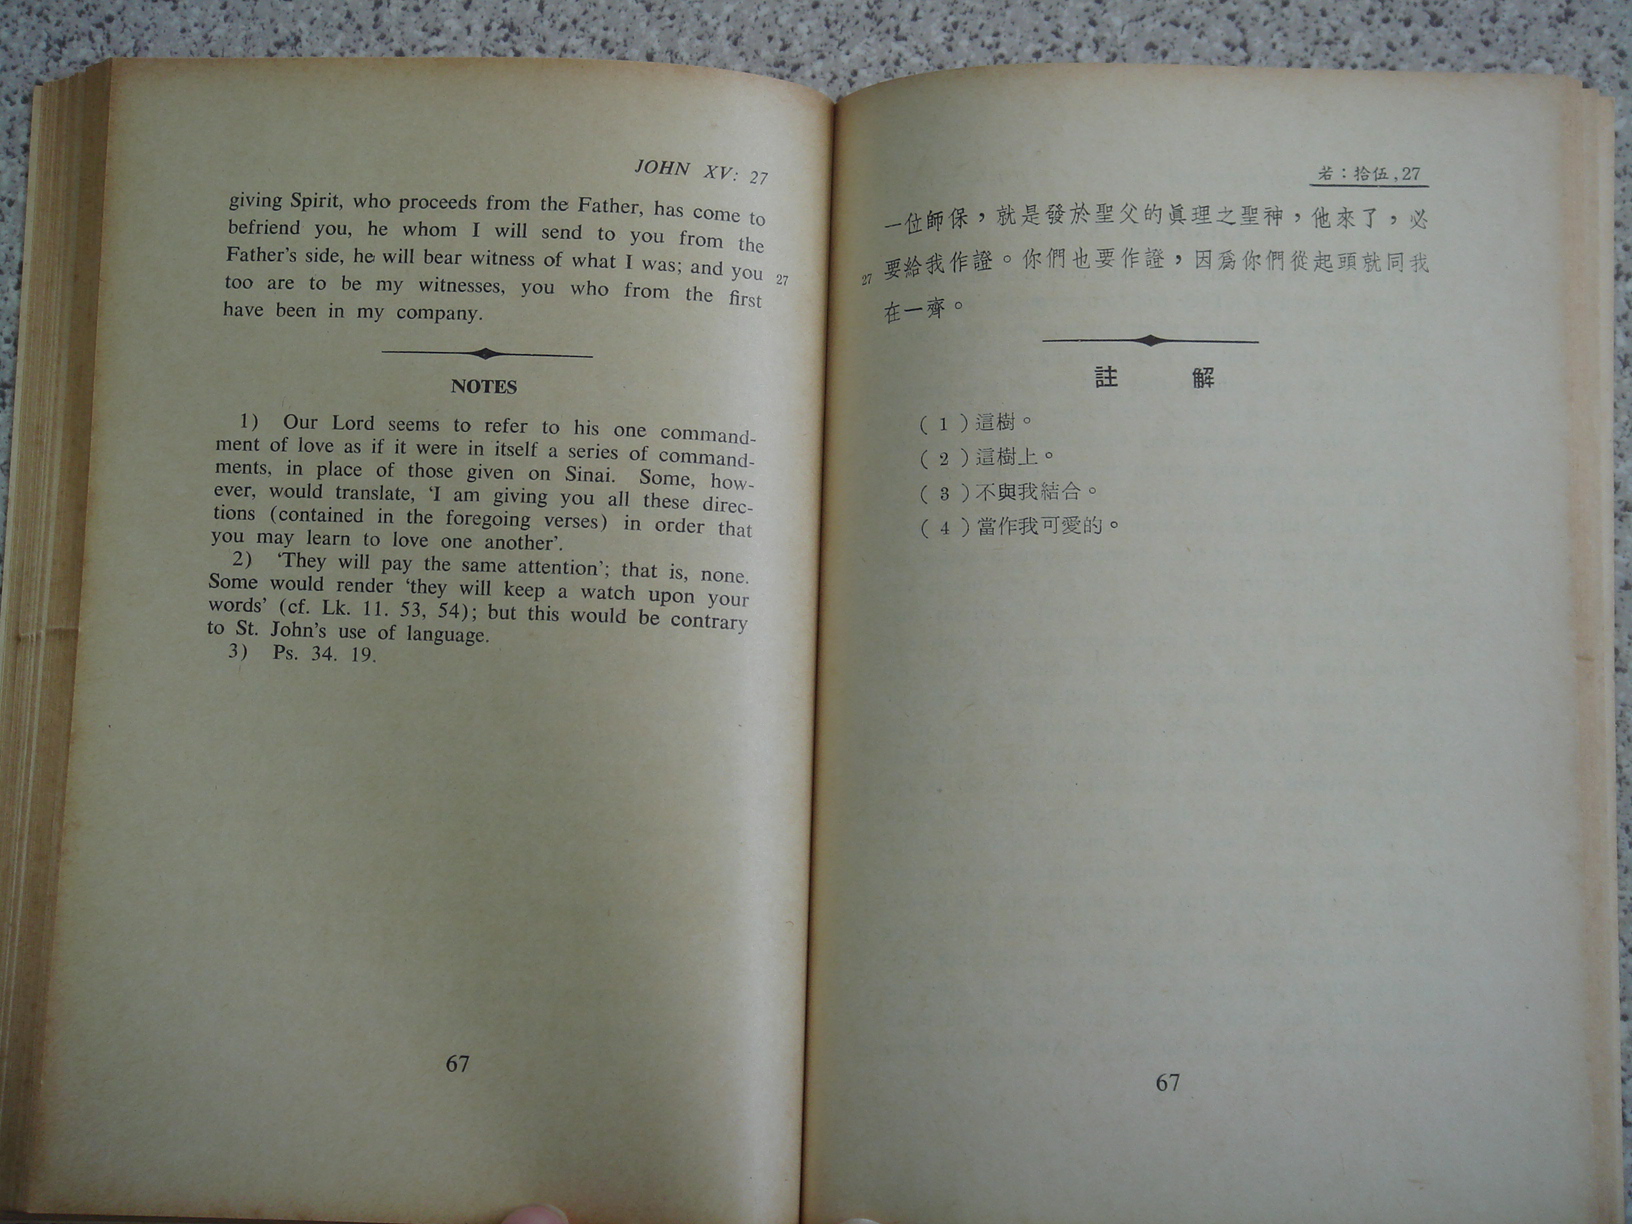 JOHN XV: 27
giving Spirit, who proceeds from the Father, has come to
befriend you, he whom I will send to you from the
Father's side, he will bear witness of what I was; and you 27
too are to be my witnesses, you who from the first
have been in my company.
NOTES
1) Our Lord seems to refer to his one command-
ment of love as if it were in itself a series of command-
ments, in place of those given on Sinai. Some, how-
ever, would translate, 'I am giving you all these direc-
tions (contained in the foregoing verses) in order that
you may learn to love one another'.
2) 'They will pay the same attention'; that is, none.
Some would render 'they will keep a watch upon your
words' (cf. Lk. 11. 53, 54); but this would be contrary
to St. John's use of language.
3) Ps. 34. 19.
67
若：拾伍,27
一位師保，就是發於聖父的眞理之聖神，他來了，必
27 要給我作證。你們也要作證，因爲你們從起頭就同我
在一齊。
註 解
( 1 )這樹。
( 2 )這樹上。
( 3 )不與我結合。
( 4 )當作我可愛的。
67